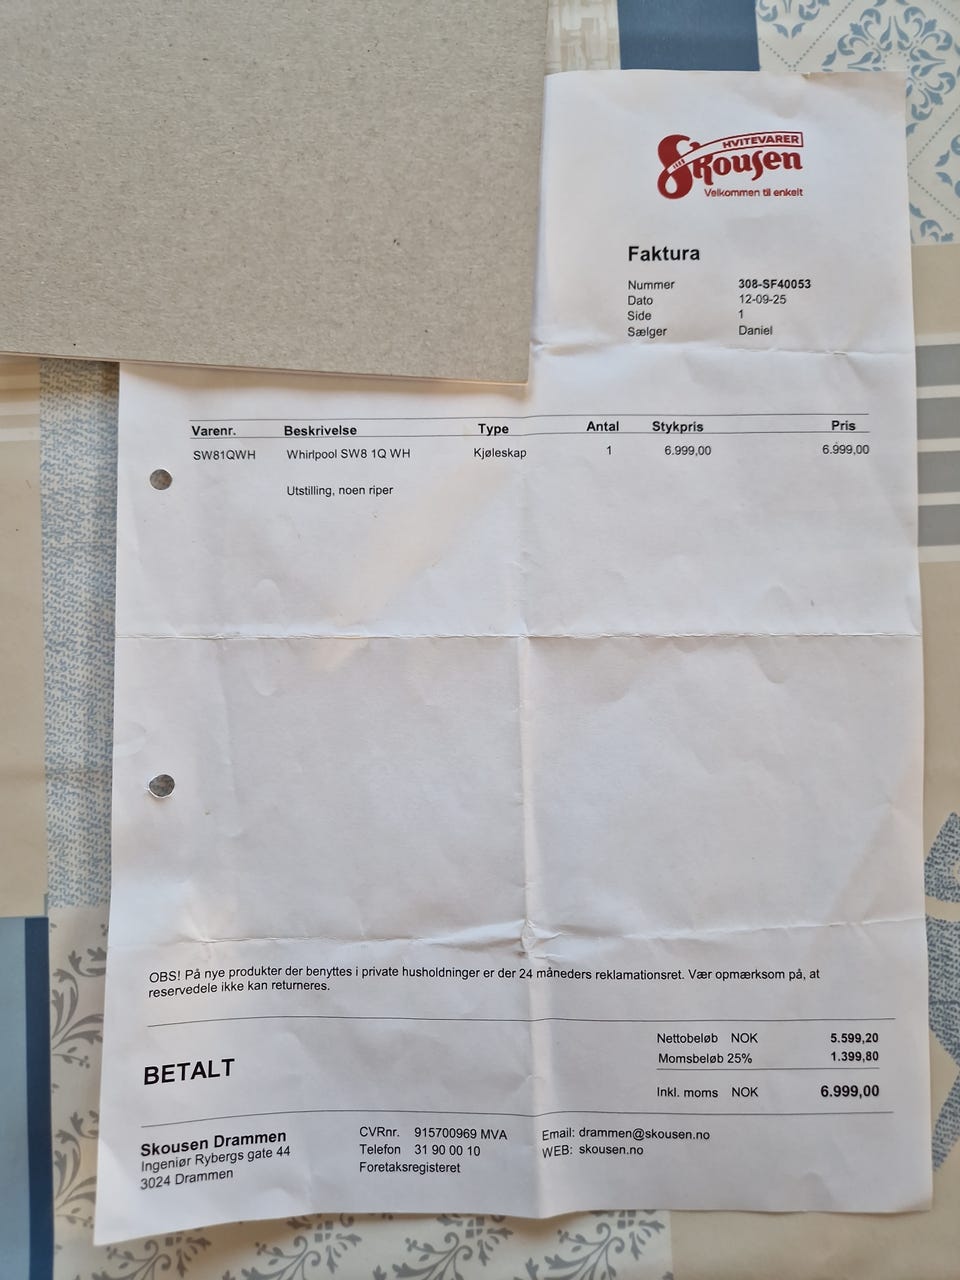 HVITEVARER
Skousen
Velkommen til enkelt
Faktura
Nummer 308-SF40053
Dato 12-09-25
Side 1
Sælger Daniel
Varenr. Beskrivelse Type Antal Stykpris Pris
SW81QWH Whirlpool SW8 1Q WH Kjøleskap 1 6.999,00 6.999,00
Utstilling, noen riper
OBS! På nye produkter der benyttes i private husholdninger er der 24 måneders reklamationsret. Vær opmærksom på, at
reservedele ikke kan returneres.
Nettobeløb NOK 5.599,20
Momsbeløb 25% 1.399,80
BETALT
Inkl. moms NOK 6.999,00
Skousen Drammen
Ingeniør Rybergs gate 44
3024 Drammen
CVRnr. 915700969 MVA
Telefon 31 90 00 10
Foretaksregisteret
Email: drammen@skousen.no
WEB: skousen.no